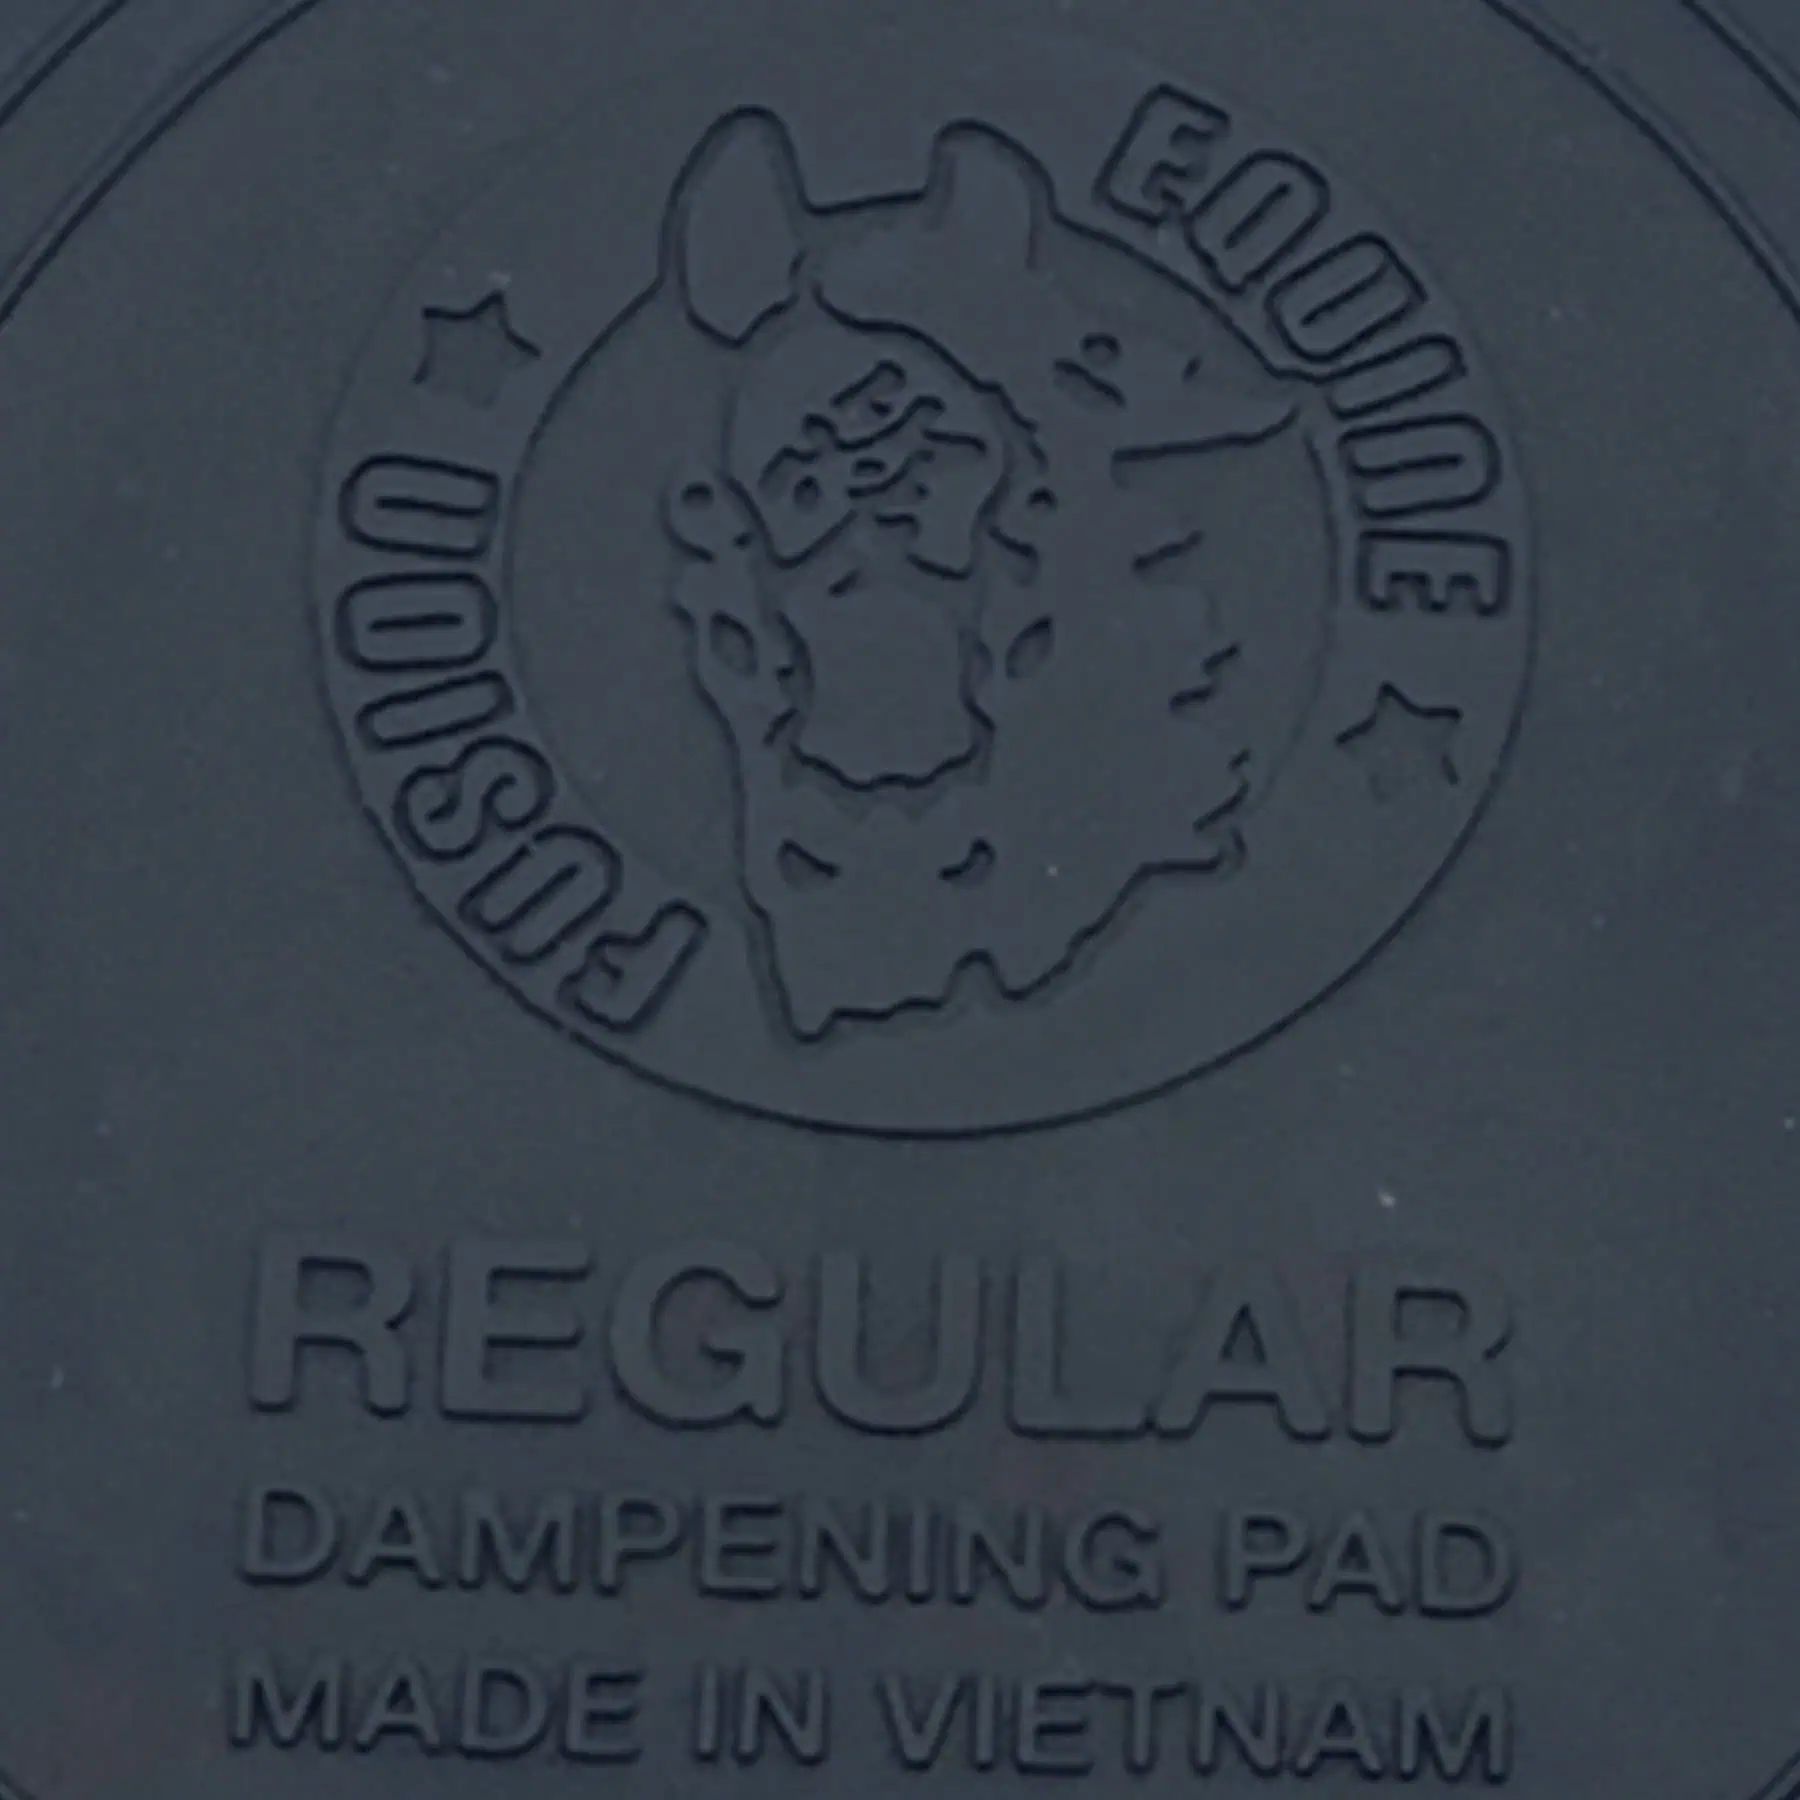 EQUINE
FUSION
REGULAR
DAMPENING PAD
MADE IN VIETNAM